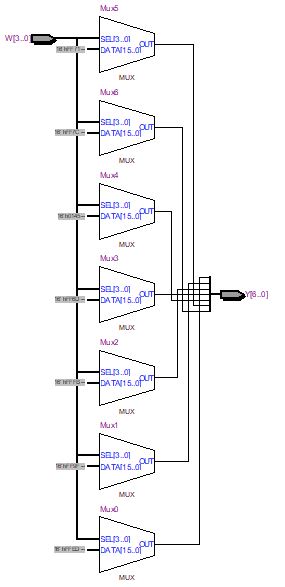 Mux5
W[3..0]
SEL[3..0]
DATA[15..0]
OUT
MUX
Mux6
SEL[3..0]
DATA[15..0]
OUT
MUX
Mux4
SEL[3..0]
DATA[15..0]
OUT
MUX
Mux3
SEL[3..0]
DATA[15..0]
OUT
Y[6..0]
MUX
Mux2
SEL[3..0]
DATA[15..0]
OUT
MUX
Mux1
SEL[3..0]
DATA[15..0]
OUT
MUX
Mux0
SEL[3..0]
DATA[15..0]
OUT
MUX